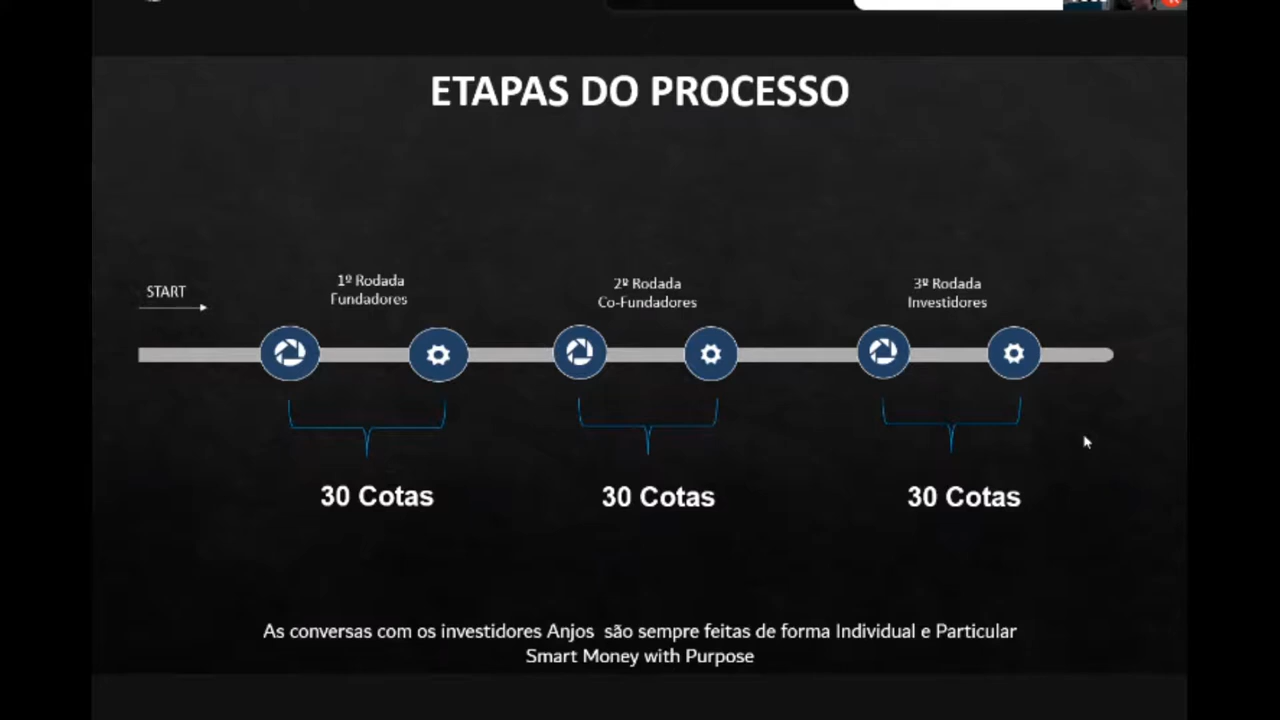 ETAPAS DO PROCESSO
START
1º Rodada
Fundadores
2º Rodada
Co-Fundadores
3º Rodada
Investidores
30 Cotas
30 Cotas
30 Cotas
As conversas com os investidores Anjos são sempre feitas de forma Individual e Particular
Smart Money with Purpose